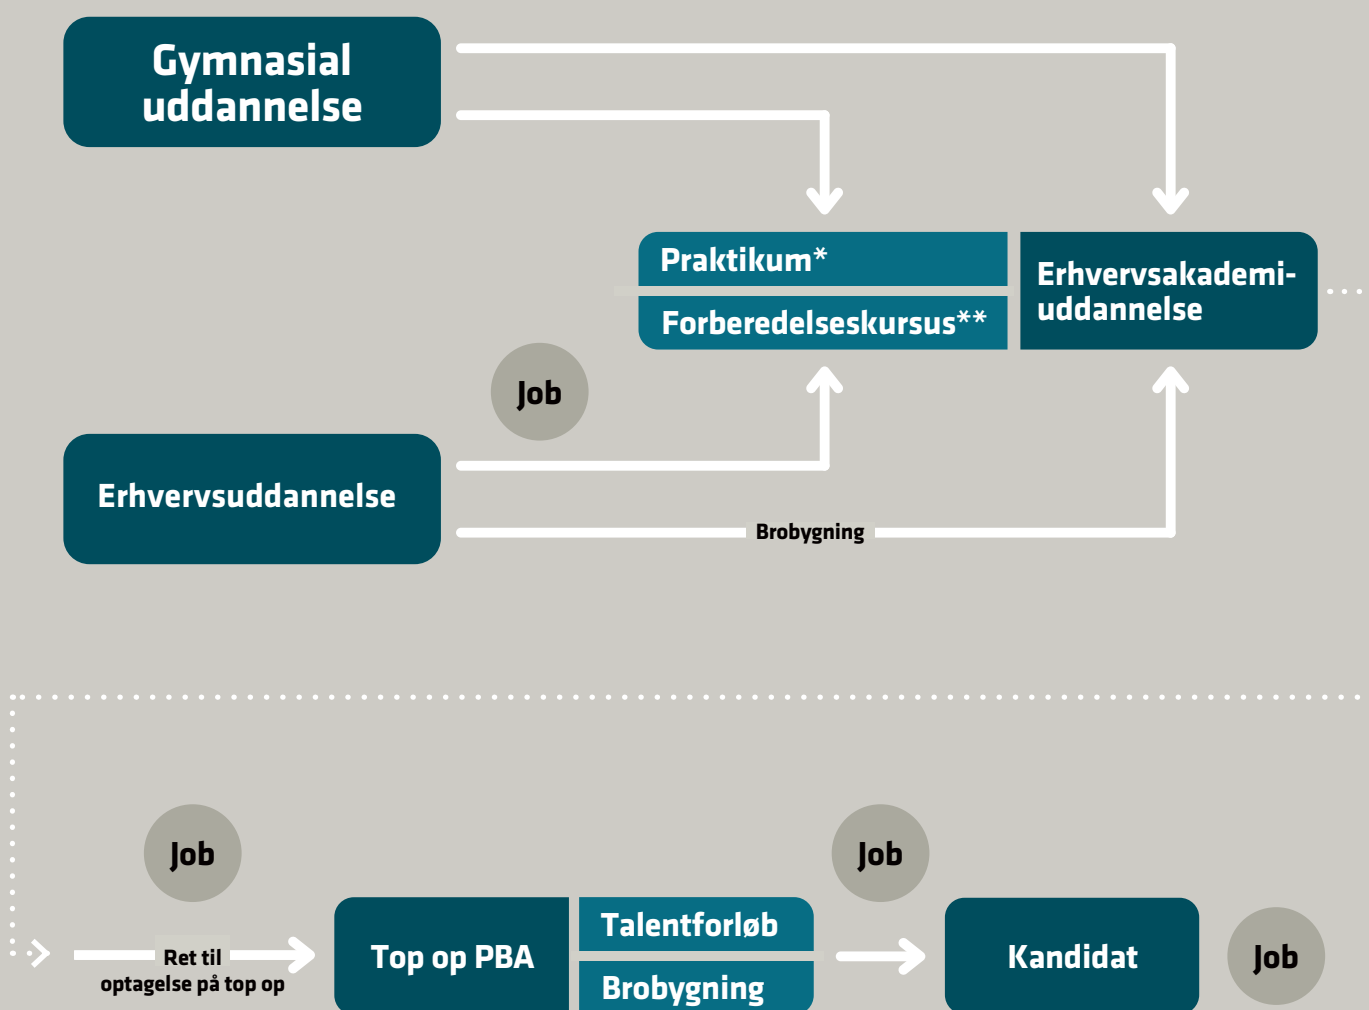 Gymnasial
uddannelse
Praktikum*
Forberedelseskursus**
Erhvervsakademi-
uddannelse
Job
Erhvervsuddannelse
Brobygning
Job
Ret til
optagelse på top op
Top op PBA
Talentforløb
Brobygning
Job
Kandidat
Job